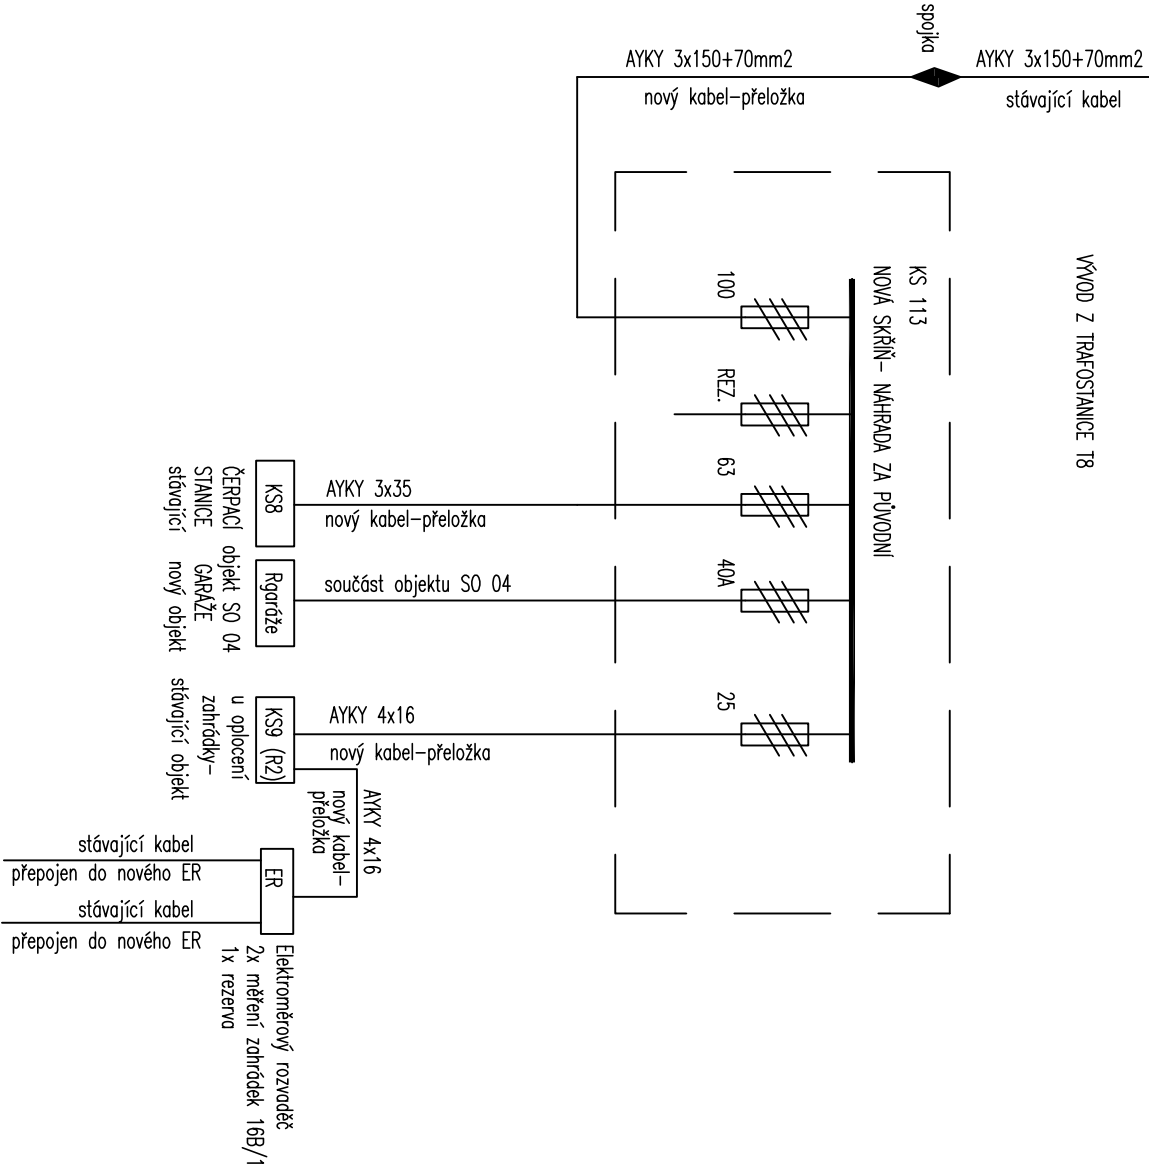 spojka
AYKY 3x150+70mm2
nový kabel-přeložka
AYKY 3x150+70mm2
stávající kabel
VÝVOD Z TRAFOSTANICE T8
KS 113
NOVÁ SKŘÍŇ- NÁHRADA ZA PŮVODNÍ
100
REZ.
63
40A
25
AYKY 3x35
nový kabel-přeložka
KS8
ČERPACÍ
STANICE
stávající
součást objektu SO 04
Rgaráže
objekt SO 04
GARÁŽE
nový objekt
AYKY 4x16
nový kabel-přeložka
KS9 (R2)
u oplocení
zahrádky-
stávající objekt
AYKY 4x16
nový kabel-
přeložka
ER
stávající kabel
přepojen do nového ER
stávající kabel
přepojen do nového ER
Elektroměrový rozvaděč
2x měření zahrádek 16B/1
1x rezerva